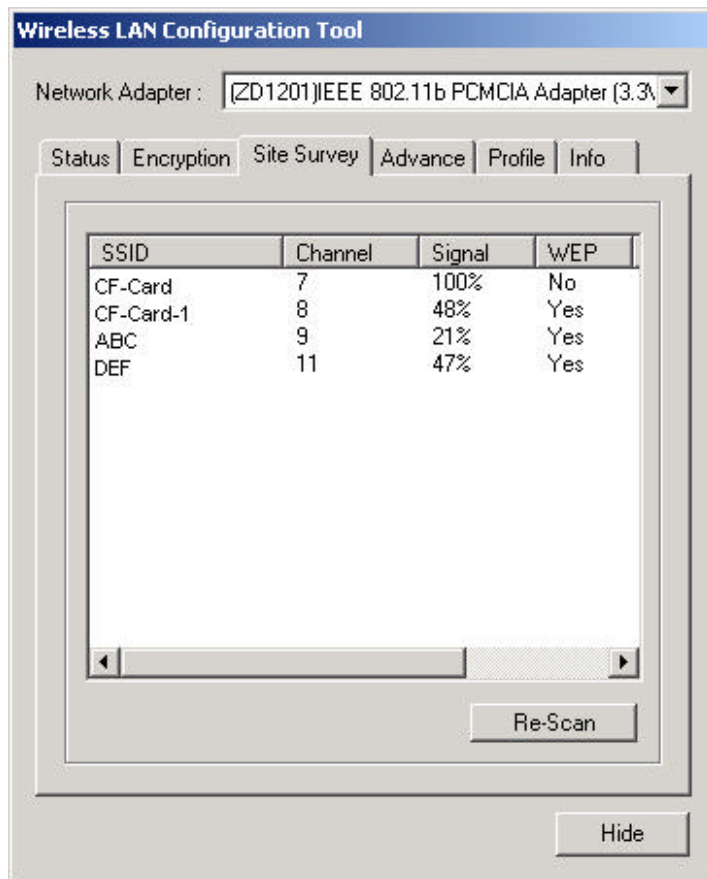 Wireless LAN Configuration Tool
Network Adapter : (ZD1201)IEEE 802.11b PCMCIA Adapter (3.3\
Status Encryption Site Survey Advance Profile Info
SSID Channel Signal WEP
CF-Card 7 100% No
CF-Card-1 8 48% Yes
ABC 9 21% Yes
DEF 11 47% Yes
Re-Scan
Hide